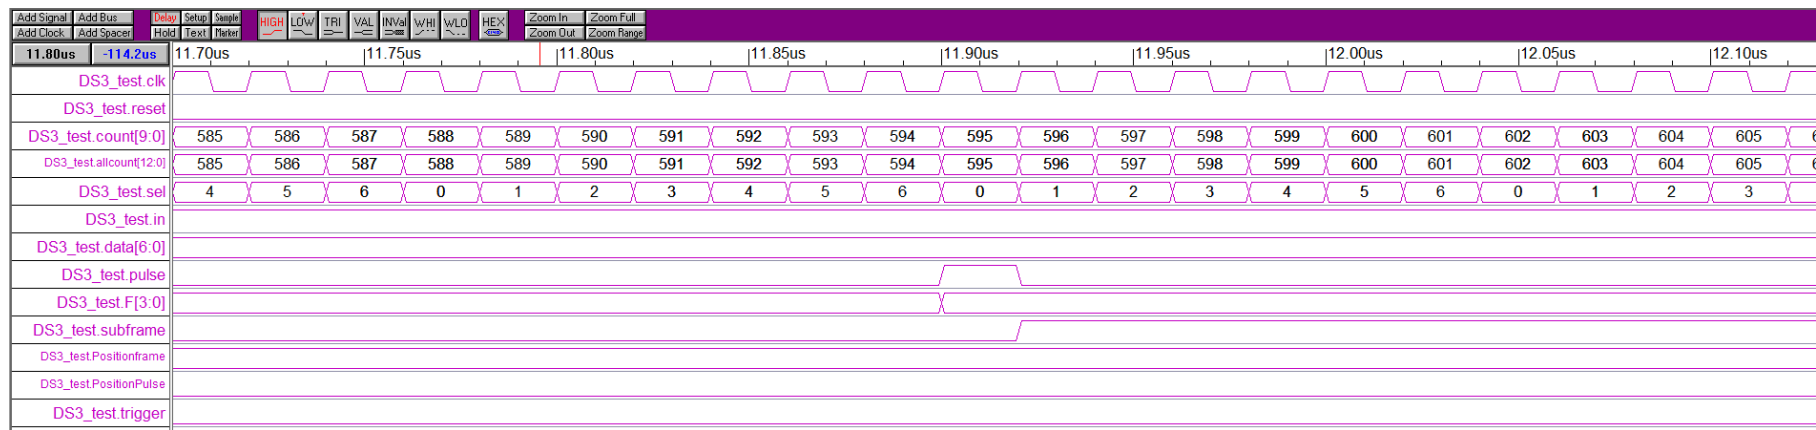 Add Signal Add Bus Delay Setup Sample HIGH LOW TRI VAL INVal WHI WLO HEX Zoom In Zoom Full
Add Clock Add Spacer Hold Text Marker Zoom Out Zoom Range
11.80us -114.2us 11.70us 11.75us 11.80us 11.85us 11.90us 11.95us 12.00us 12.05us 12.10us
DS3_test.clk
DS3_test.reset
DS3_test.count[9:0] 585 586 587 588 589 590 591 592 593 594 595 596 597 598 599 600 601 602 603 604 605
DS3_test.allcount[12:0] 585 586 587 588 589 590 591 592 593 594 595 596 597 598 599 600 601 602 603 604 605
DS3_test.sel 4 5 6 0 1 2 3 4 5 6 0 1 2 3 4 5 6 0 1 2 3
DS3_test.in
DS3_test.data[6:0]
DS3_test.pulse
DS3_test.F[3:0]
DS3_test.subframe
DS3_test.Positionframe
DS3_test.PositionPulse
DS3_test.trigger